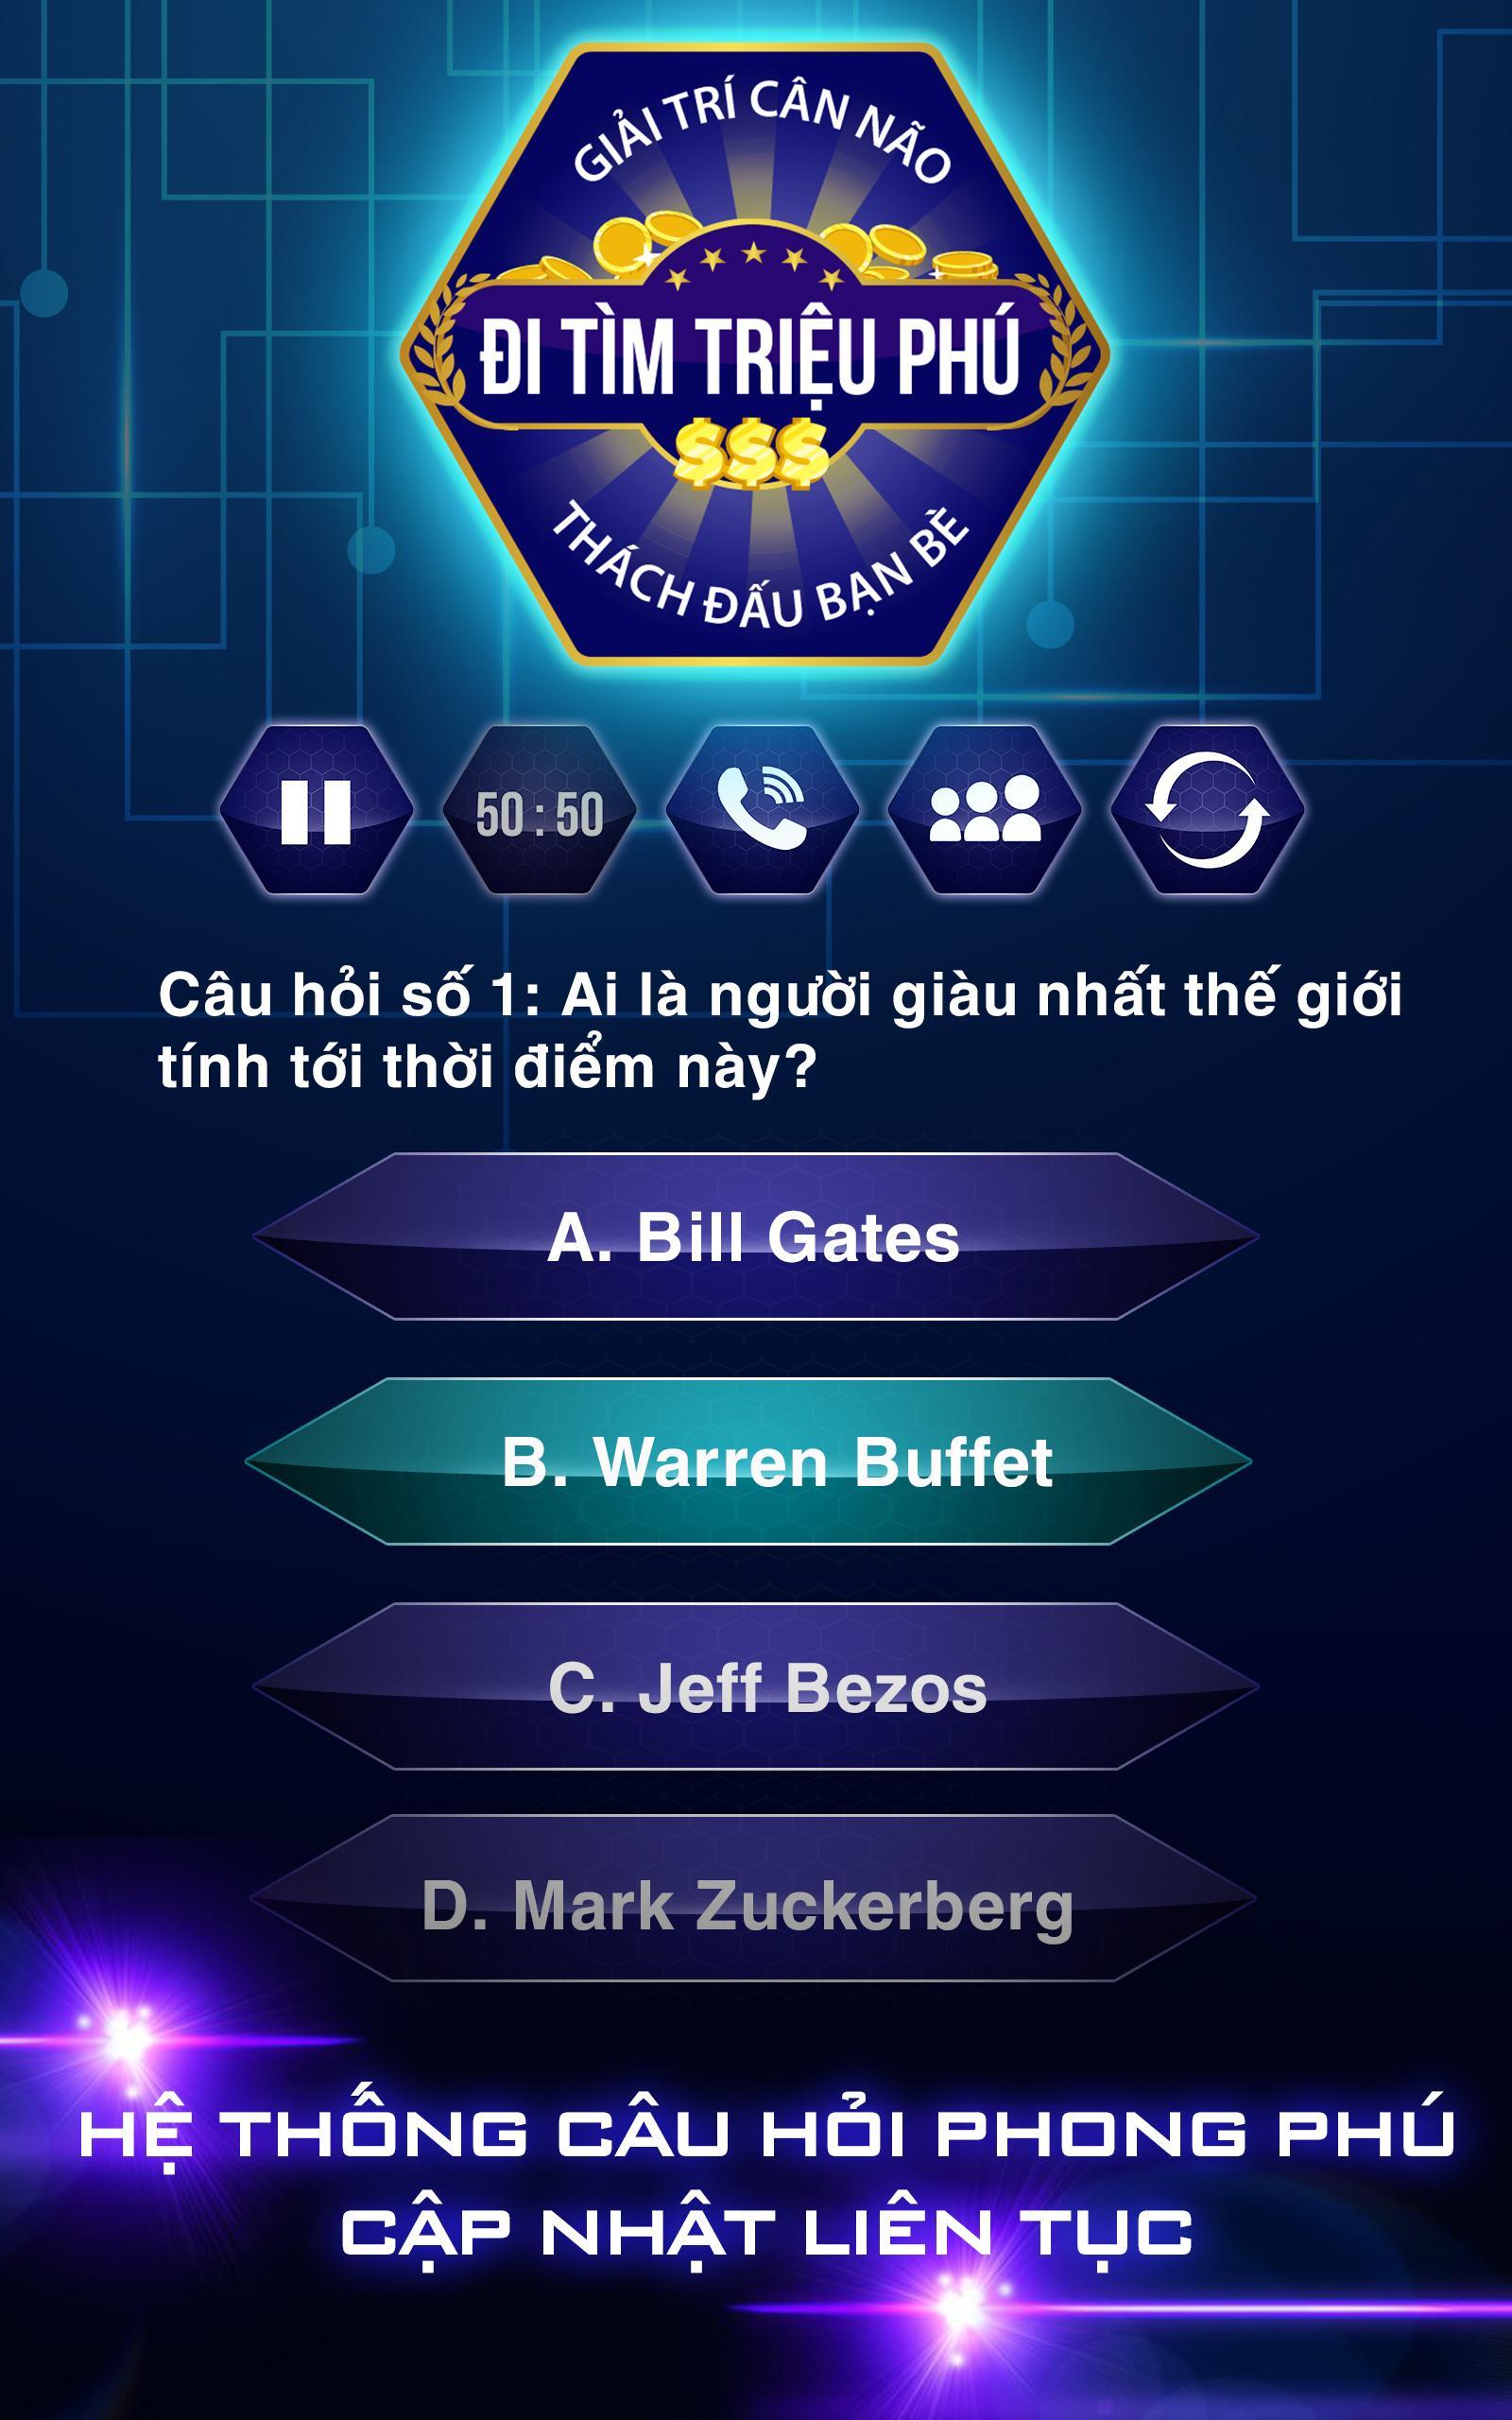 GIẢI TRÍ CÂN NÃO
ĐI TÌM TRIỆU PHÚ
$$$
THÁCH ĐẤU BẠN BÈ
50 : 50
Câu hỏi số 1: Ai là người giàu nhất thế giới
tính tới thời điểm này?
A. Bill Gates
B. Warren Buffet
C. Jeff Bezos
D. Mark Zuckerberg
HỆ THỐNG CÂU HỎI PHONG PHÚ
CẬP NHẬT LIÊN TỤC